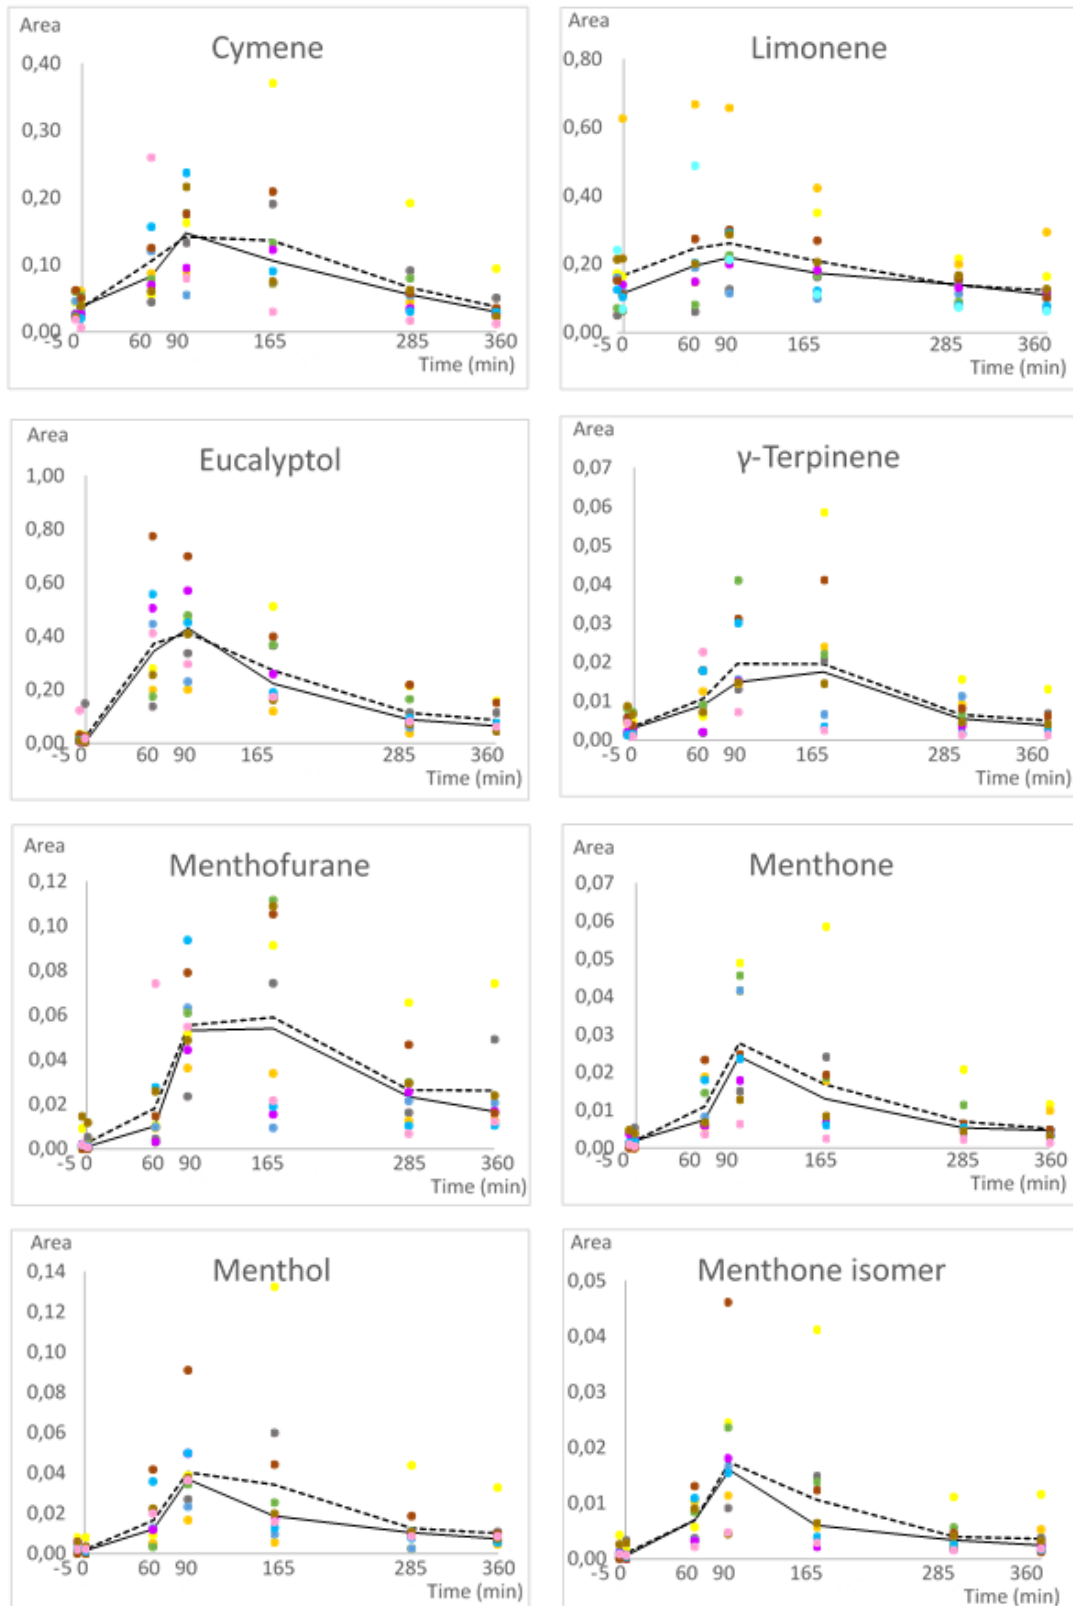 Area
Cymene
0,40
0,30
0,20
0,10
0,00
-5 0 60 90 165 285 360
Time (min)
Area
Limonene
0,80
0,60
0,40
0,20
0,00
-5 0 60 90 165 285 360
Time (min)
Area
Eucalyptol
1,00
0,80
0,60
0,40
0,20
0,00
-5 0 60 90 165 285 360
Time (min)
Area
γ-Terpinene
0,07
0,06
0,05
0,04
0,03
0,02
0,01
0,00
-5 0 60 90 165 285 360
Time (min)
Area
Menthofurane
0,12
0,10
0,08
0,06
0,04
0,02
0,00
-5 0 60 90 165 285 360
Time (min)
Area
Menthone
0,07
0,06
0,05
0,04
0,03
0,02
0,01
0,00
-5 0 60 90 165 285 360
Time (min)
Area
Menthol
0,14
0,12
0,10
0,08
0,06
0,04
0,02
0,00
-5 0 60 90 165 285 360
Time (min)
Area
Menthone isomer
0,05
0,04
0,03
0,02
0,01
0,00
-5 0 60 90 165 285 360
Time (min)